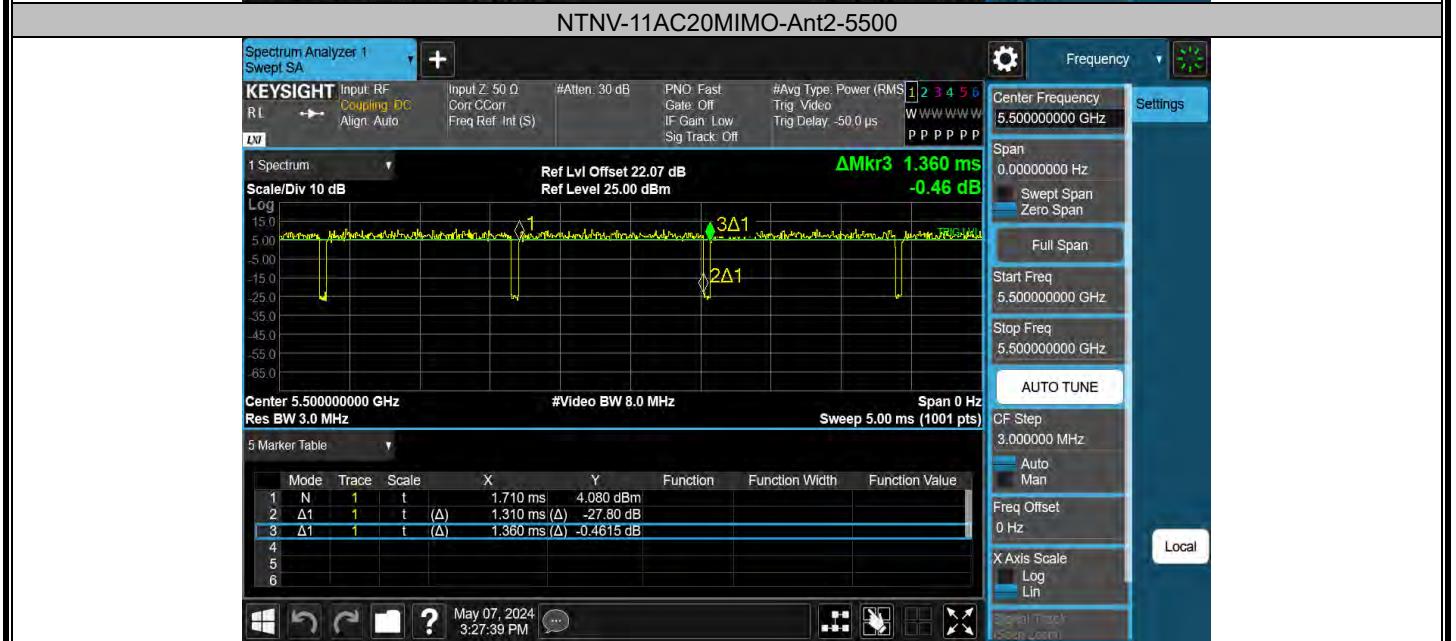 NTNV-11AC20MIMO-Ant2-5500
Spectrum Analyzer 1
Swept SA
+
Frequency
KEYSIGHT
RL
LXI
Input: RF
Coupling: DC
Align: Auto
Input Z: 50 Ω
Corr CCorr
Freq Ref: Int (S)
#Atten: 30 dB
PNO: Fast
Gate: Off
IF Gain: Low
Sig Track: Off
#Avg Type: Power (RMS
Trig: Video
Trig Delay: -50.0 µs
1 2 3 4 5 6
W W W W W W
P P P P P P
Center Frequency
5.500000000 GHz
Settings
Span
0.00000000 Hz
Swept Span
Zero Span
Full Span
Start Freq
5.500000000 GHz
Stop Freq
5.500000000 GHz
AUTO TUNE
CF Step
3.000000 MHz
Auto
Man
Freq Offset
0 Hz
X Axis Scale
Log
Lin
Local
1 Spectrum
Scale/Div 10 dB
Ref Lvl Offset 22.07 dB
Ref Level 25.00 dBm
ΔMkr3 1.360 ms
-0.46 dB
Log
15.0
5.00
-5.00
-15.0
-25.0
-35.0
-45.0
-55.0
-65.0
1
3Δ1
2Δ1
Center 5.500000000 GHz
Res BW 3.0 MHz
#Video BW 8.0 MHz
Span 0 Hz
Sweep 5.00 ms (1001 pts)
5 Marker Table
Mode Trace Scale X Y Function Function Width Function Value
1 N 1 t 1.710 ms 4.080 dBm
2 Δ1 1 t (Δ) 1.310 ms (Δ) -27.80 dB
3 Δ1 1 t (Δ) 1.360 ms (Δ) -0.4615 dB
4
5
6
?
May 07, 2024
3:27:39 PM